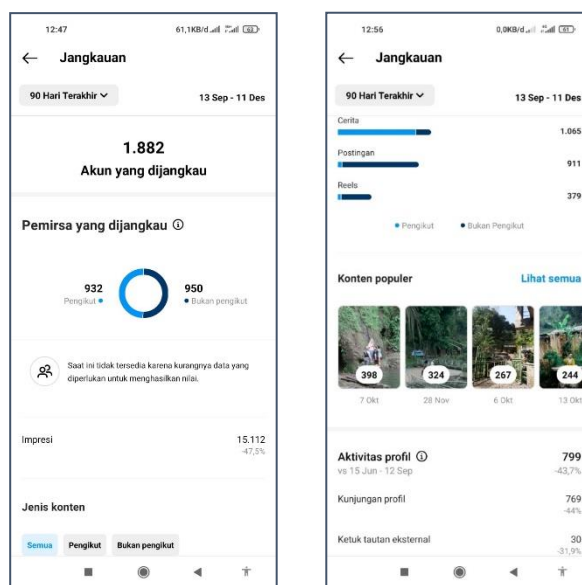 12:47 61,1KB/d 63
Jangkauan
90 Hari Terakhir 13 Sep - 11 Des
1.882
Akun yang dijangkau
Pemirsa yang dijangkau
932 950
Pengikut Bukan pengikut
Saat ini tidak tersedia karena kurangnya data yang
diperlukan untuk menghasilkan nilai.
Impresi 15.112
-47,5%
Jenis konten
Semua Pengikut Bukan pengikut
12:56 0,0KB/d 61
Jangkauan
90 Hari Terakhir 13 Sep - 11 Des
Cerita
1.065
Postingan
911
Reels
379
Pengikut Bukan Pengikut
Konten populer Lihat semua
398 324 267 244
7 Okt 28 Nov 6 Okt 13 Okt
Aktivitas profil 799
vs 15 Jun - 12 Sep -43,7%
Kunjungan profil 769
-44%
Ketuk tautan eksternal 30
-31,9%